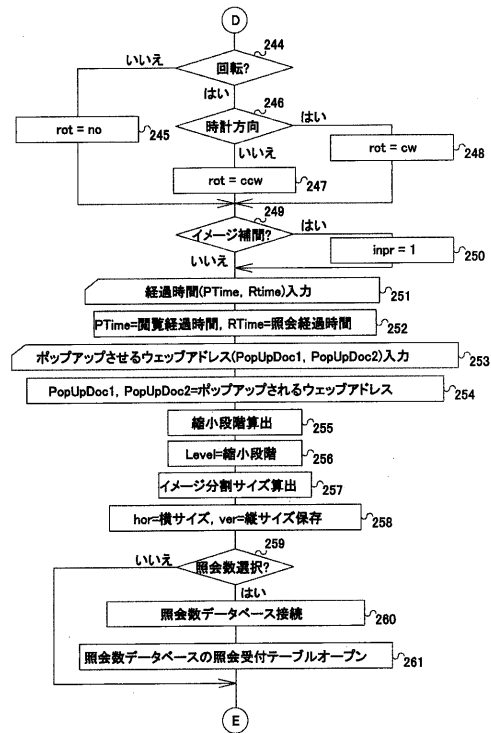 D
244
回転?
いいえ
はい
246
時計方向
はい
rot = no
245
いいえ
rot = cw
248
rot = ccw
247
249
イメージ補間?
はい
いいえ
inpr = 1
250
経過時間(PTime, Rtime)入力
251
PTime=閲覧経過時間, RTime=照会経過時間
252
ポップアップさせるウェッブアドレス(PopUpDoc1, PopUpDoc2)入力
253
PopUpDoc1, PopUpDoc2=ポップアップされるウェッブアドレス
254
縮小段階算出
255
Level=縮小段階
256
イメージ分割サイズ算出
257
hor=横サイズ, ver=縦サイズ保存
258
259
いいえ
照会数選択?
はい
照会数データベース接続
260
照会数データベースの照会受付テーブルオープン
261
E